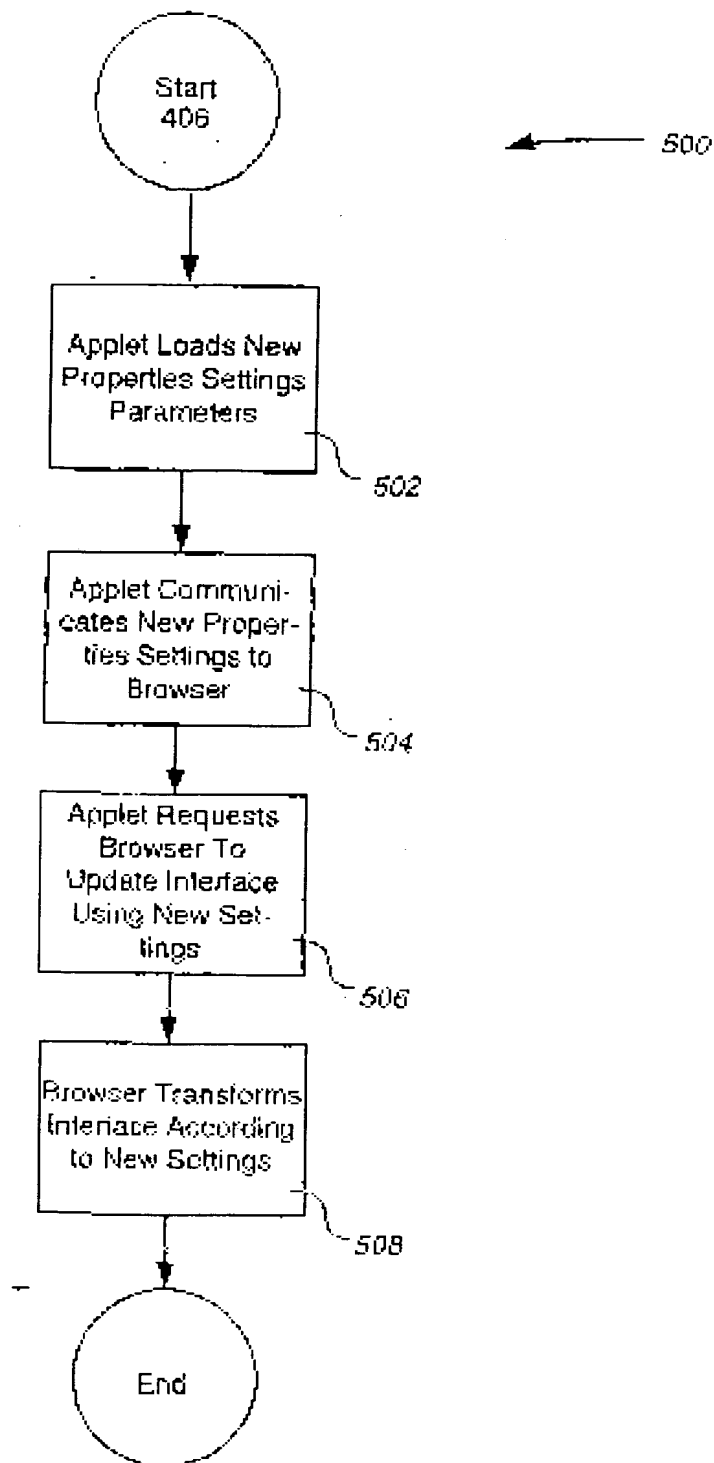 Start
406
500
Applet Loads New
Properties Settings
Parameters
502
Applet Communi-
cates New Proper-
ties Settings to
Browser
504
Applet Requests
Browser To
Update Interface
Using New Set-
tings
506
Browser Transforms
Interface According
to New Settings
508
End